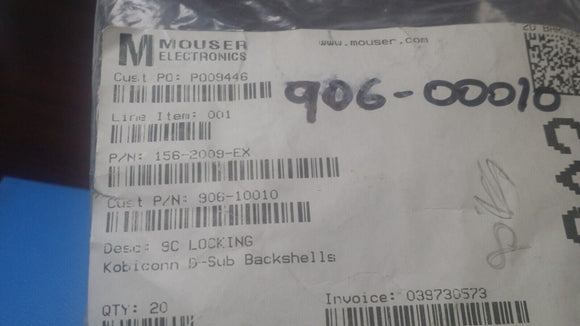 MOUSER
ELECTRONICS
www.mouser.com
Cust PO: P009446
906-00010
Line Item: 001
P/N: 156-2009-EX
Cust P/N: 906-10010
Desc: 9C LOCKING
Kobiconn D-Sub Backshells
QTY: 20
Invoice: 039730573